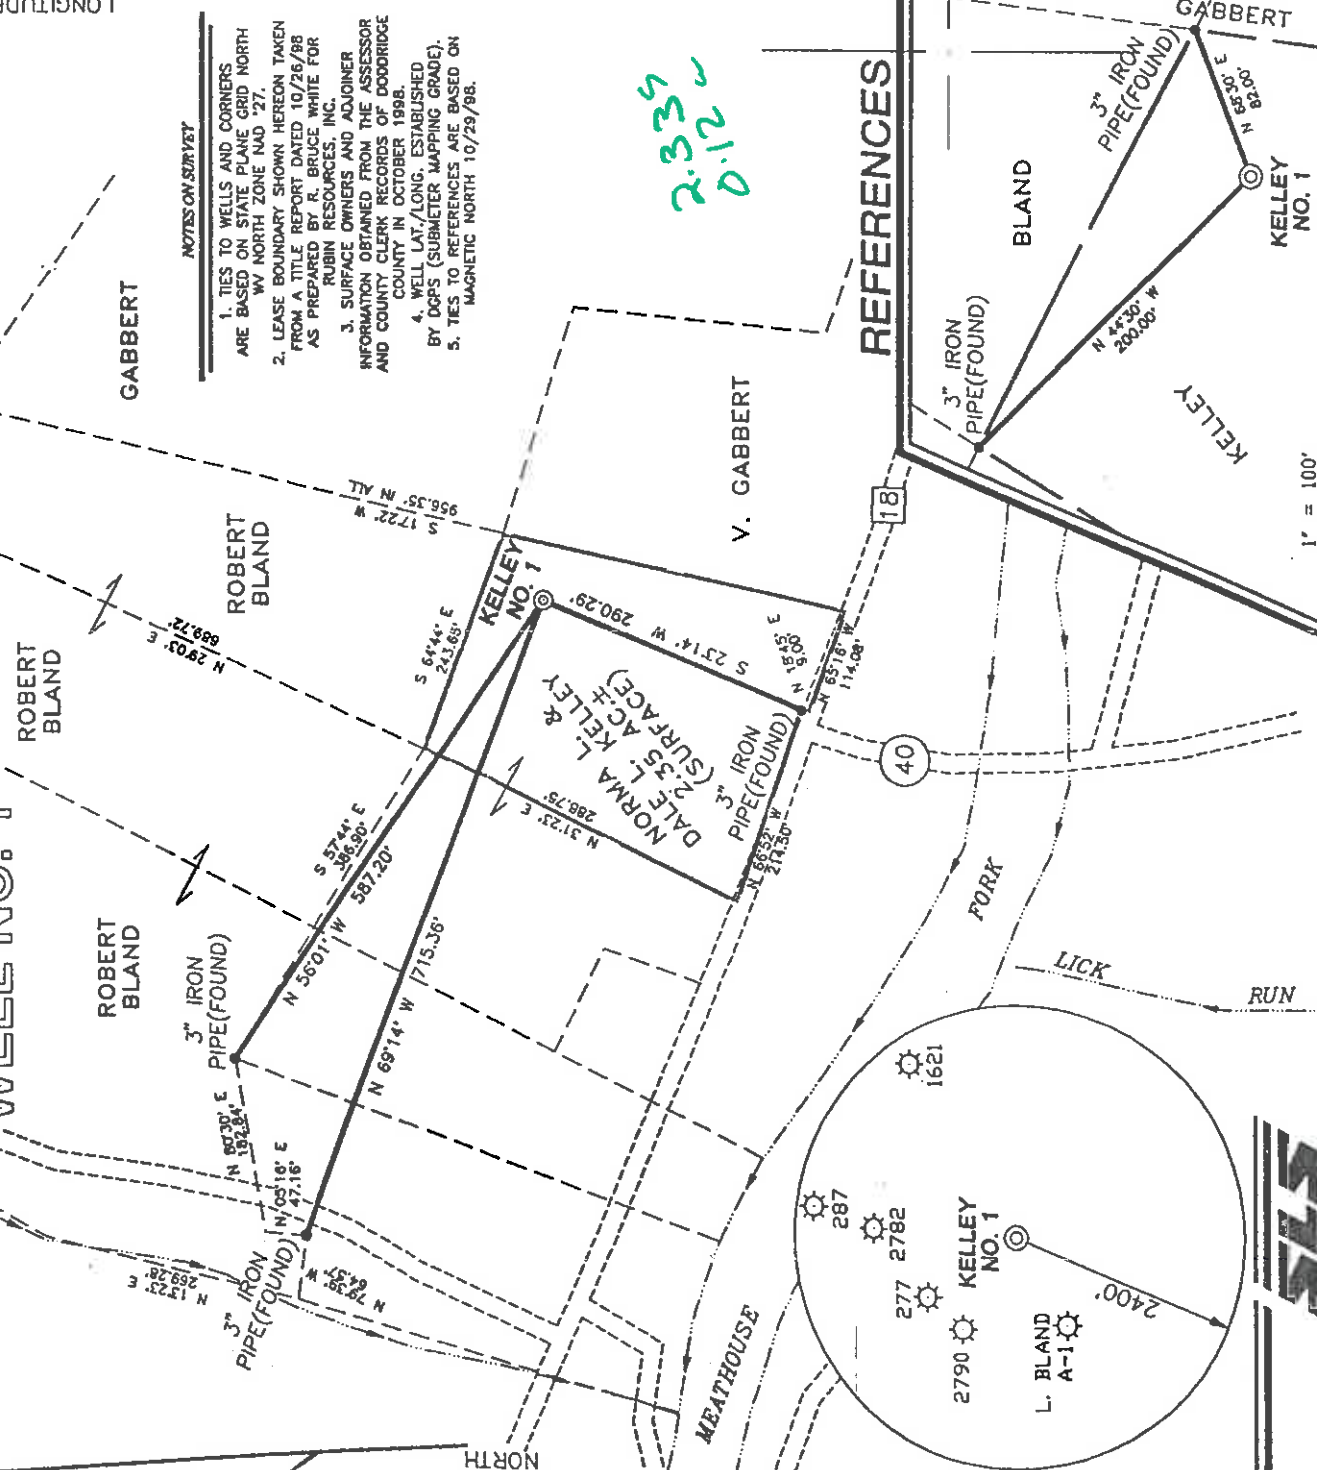 LONGITUDE
NOTES ON SURVEY
1. TIES TO WELLS AND CORNERS
ARE BASED ON STATE PLANE GRID NORTH
WV NORTH ZONE NAD '27.
2. LEASE BOUNDARY SHOWN HEREON TAKEN
FROM A TITLE REPORT DATED 10/26/98
AS PREPARED BY R. BRUCE WHITE FOR
RUBIN RESOURCES, INC.
3. SURFACE OWNERS AND ADJOINER
INFORMATION OBTAINED FROM THE ASSESSOR
AND COUNTY CLERK RECORDS OF DODDRIDGE
COUNTY IN OCTOBER 1998.
4. WELL LAT./LONG. ESTABLISHED
BY DGPS (SUBMETER MAPPING GRADE).
5. TIES TO REFERENCES ARE BASED ON
MAGNETIC NORTH 10/29/98.
2.33 S
0.12 W
GABBERT
ROBERT
BLAND
ROBERT
BLAND
ROBERT
BLAND
WELL NO. 1
S 17°22' W
956.35' IN ALL
N 29°03' E
689.72'
S 64°44' E
243.65'
KELLEY
NO. 1
V. GABBERT
S 23°14' W 290.29'
N 18°45' E
9.00'
N 65°16' W
114.08'
NORMA L. &
DALE L. KELLEY
2.35 AC.±
(SURFACE)
3" IRON
PIPE(FOUND)
N 31°23' E
286.75'
N 66°52' W
214.50'
S 57°44' E
386.90'
N 56°01' W 587.20'
N 69°14' W 715.36'
3" IRON
PIPE(FOUND)
N 80°30' E
182.84'
N 05°16' E
47.16'
3" IRON
PIPE(FOUND)
N 79°39' W
64.57'
N 13°23' E
269.28'
18
40
MEATHOUSE
FORK
LICK
RUN
NORTH
REFERENCES
GABBERT
3" IRON
PIPE(FOUND)
N 68°30' E
82.00'
BLAND
KELLEY
NO. 1
3" IRON
PIPE(FOUND)
N 44°30' W
200.00'
KELLEY
1" = 100'
1621
287
2782
277
2790
KELLEY
NO. 1
L. BLAND
A-1
2400'